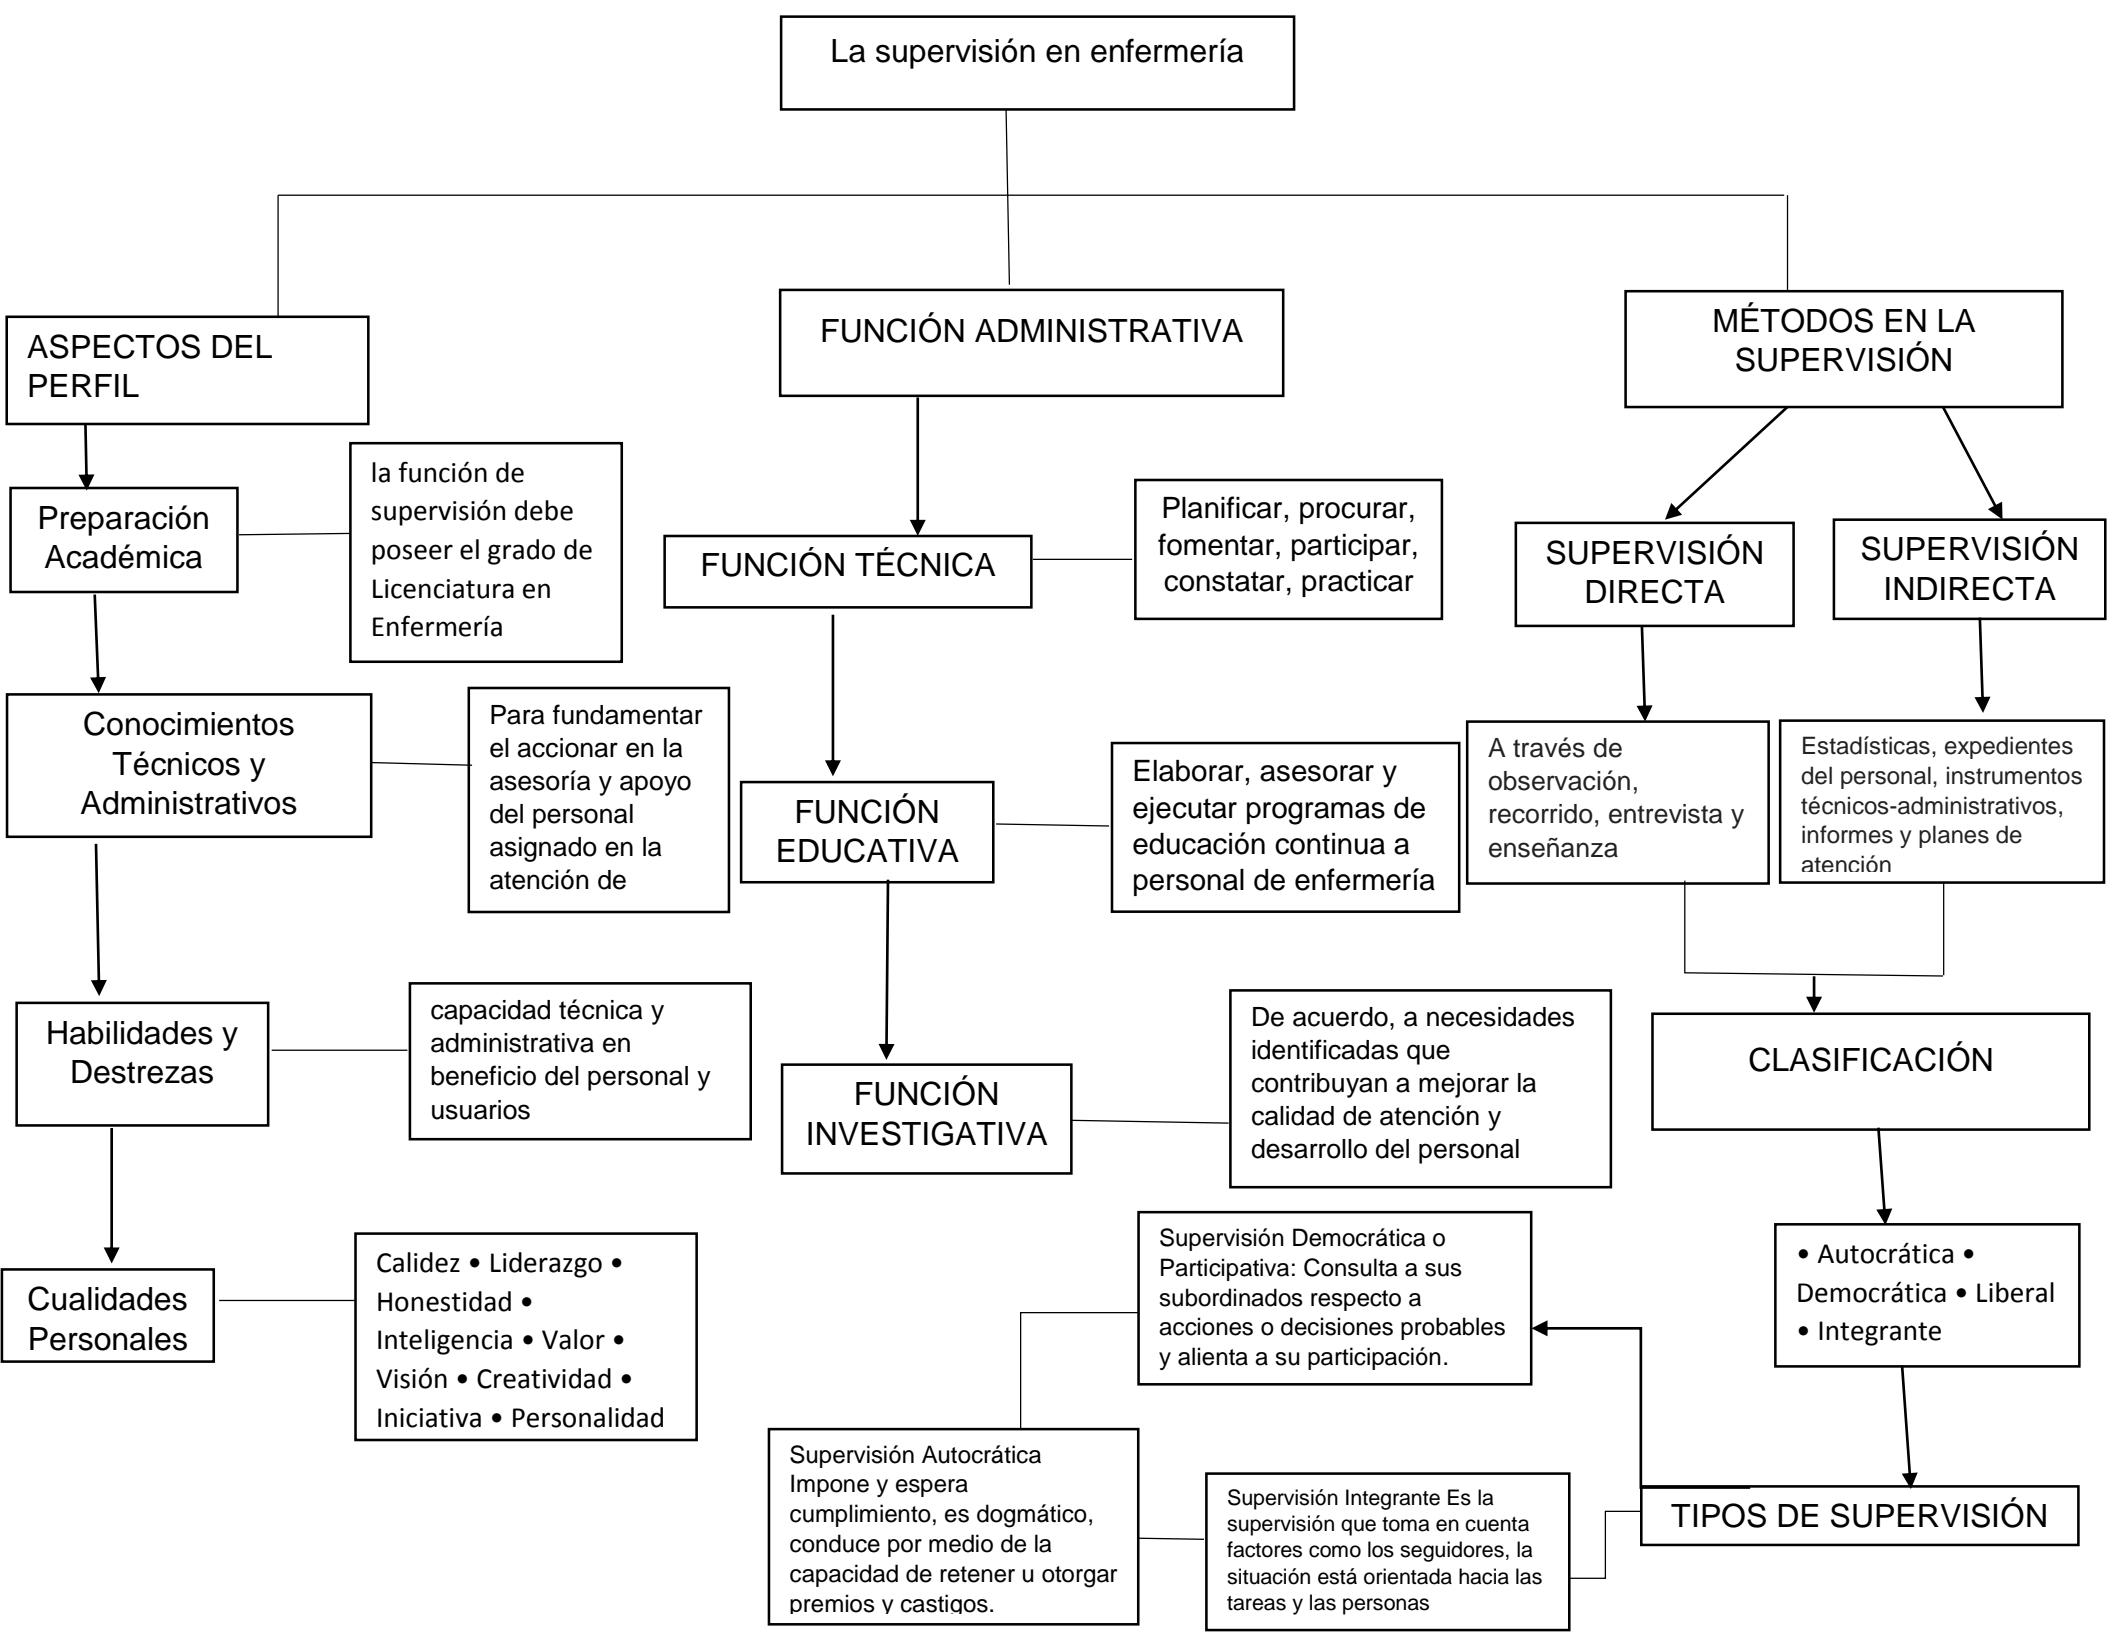 La supervisión en enfermería
ASPECTOS DEL
PERFIL
Preparación
Académica
la función de
supervisión debe
poseer el grado de
Licenciatura en
Enfermería
Conocimientos
Técnicos y
Administrativos
Para fundamentar
el accionar en la
asesoría y apoyo
del personal
asignado en la
atención de
Habilidades y
Destrezas
capacidad técnica y
administrativa en
beneficio del personal y
usuarios
Cualidades
Personales
Calidez • Liderazgo •
Honestidad •
Inteligencia • Valor •
Visión • Creatividad •
Iniciativa • Personalidad
FUNCIÓN ADMINISTRATIVA
FUNCIÓN TÉCNICA
Planificar, procurar,
fomentar, participar,
constatar, practicar
FUNCIÓN
EDUCATIVA
Elaborar, asesorar y
ejecutar programas de
educación continua a
personal de enfermería
FUNCIÓN
INVESTIGATIVA
De acuerdo, a necesidades
identificadas que
contribuyan a mejorar la
calidad de atención y
desarrollo del personal
MÉTODOS EN LA
SUPERVISIÓN
SUPERVISIÓN
DIRECTA
SUPERVISIÓN
INDIRECTA
A través de
observación,
recorrido, entrevista y
enseñanza
Estadísticas, expedientes
del personal, instrumentos
técnicos-administrativos,
informes y planes de
atención
CLASIFICACIÓN
• Autocrática •
Democrática • Liberal
• Integrante
TIPOS DE SUPERVISIÓN
Supervisión Democrática o
Participativa: Consulta a sus
subordinados respecto a
acciones o decisiones probables
y alienta a su participación.
Supervisión Autocrática
Impone y espera
cumplimiento, es dogmático,
conduce por medio de la
capacidad de retener u otorgar
premios y castigos.
Supervisión Integrante Es la
supervisión que toma en cuenta
factores como los seguidores, la
situación está orientada hacia las
tareas y las personas